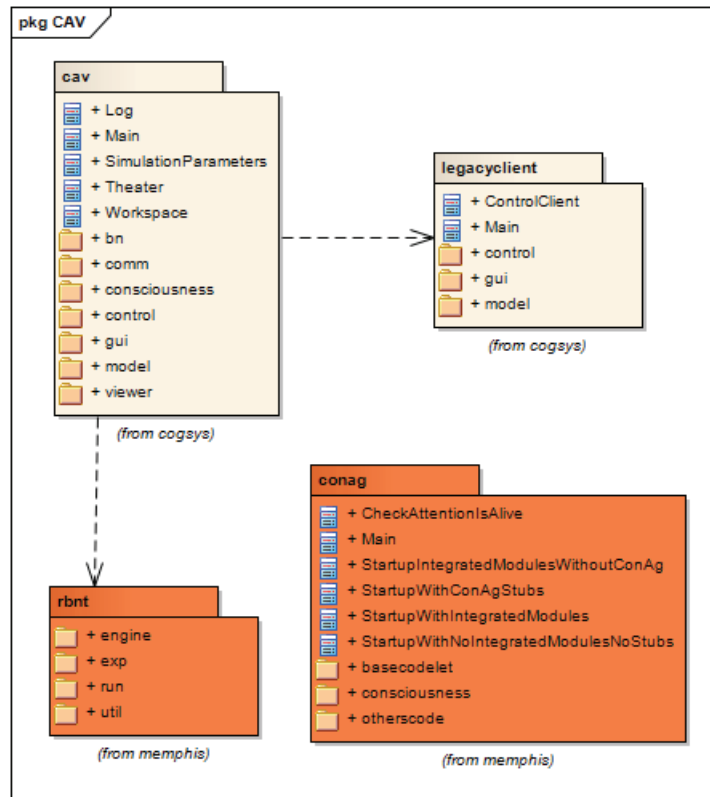 pkg CAV
cav
+ Log
+ Main
+ SimulationParameters
+ Theater
+ Workspace
+ bn
+ comm
+ consciousness
+ control
+ gui
+ model
+ viewer
(from cogsys)
legacyclient
+ ControlClient
+ Main
+ control
+ gui
+ model
(from cogsys)
rbnt
+ engine
+ exp
+ run
+ util
(from memphis)
conag
+ CheckAttentionIsAlive
+ Main
+ StartupIntegratedModulesWithoutConAg
+ StartupWithConAgStubs
+ StartupWithIntegratedModules
+ StartupWithNoIntegratedModulesNoStubs
+ basecodelet
+ consciousness
+ otherscode
(from memphis)